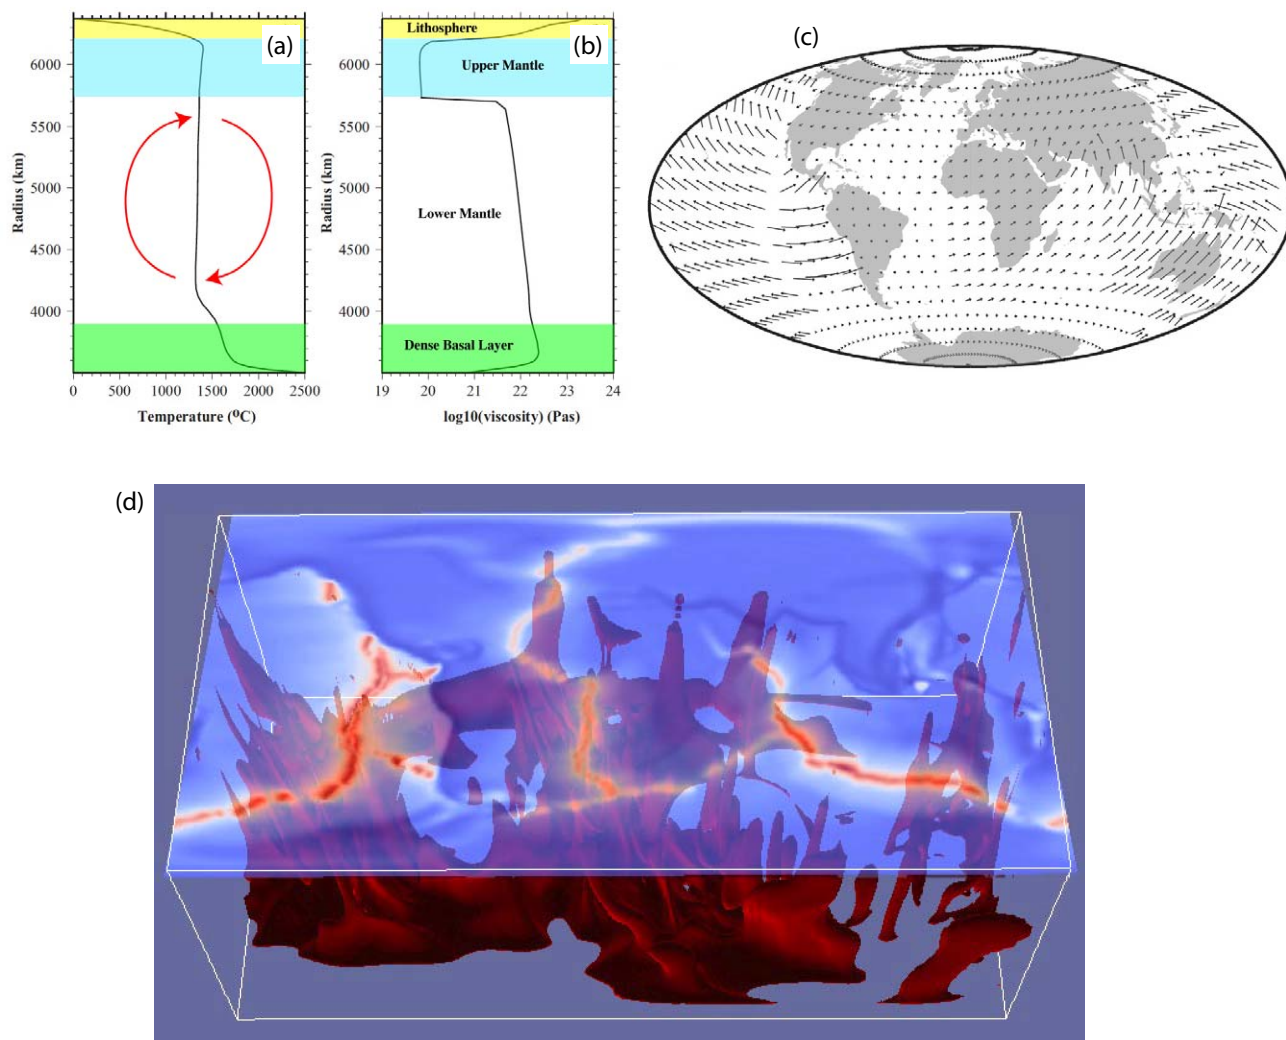 (a)
Radius (km)
6000
5500
5000
4500
4000
0 500 1000 1500 2000 2500
Temperature (⁰C)
(b)
Lithosphere
Upper Mantle
Lower Mantle
Dense Basal Layer
Radius (km)
6000
5500
5000
4500
4000
19 20 21 22 23 24
log10(viscosity) (Pas)
(c)
(d)